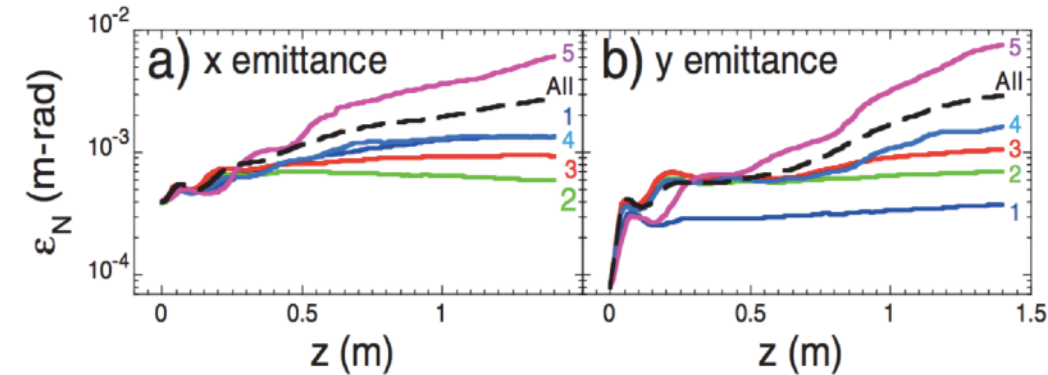 10⁻²
10⁻³
10⁻⁴
ε_N (m-rad)
a) x emittance
5
All
1
4
3
2
0
0.5
1
z (m)
b) y emittance
5
All
4
3
2
1
0
0.5
1
1.5
z (m)